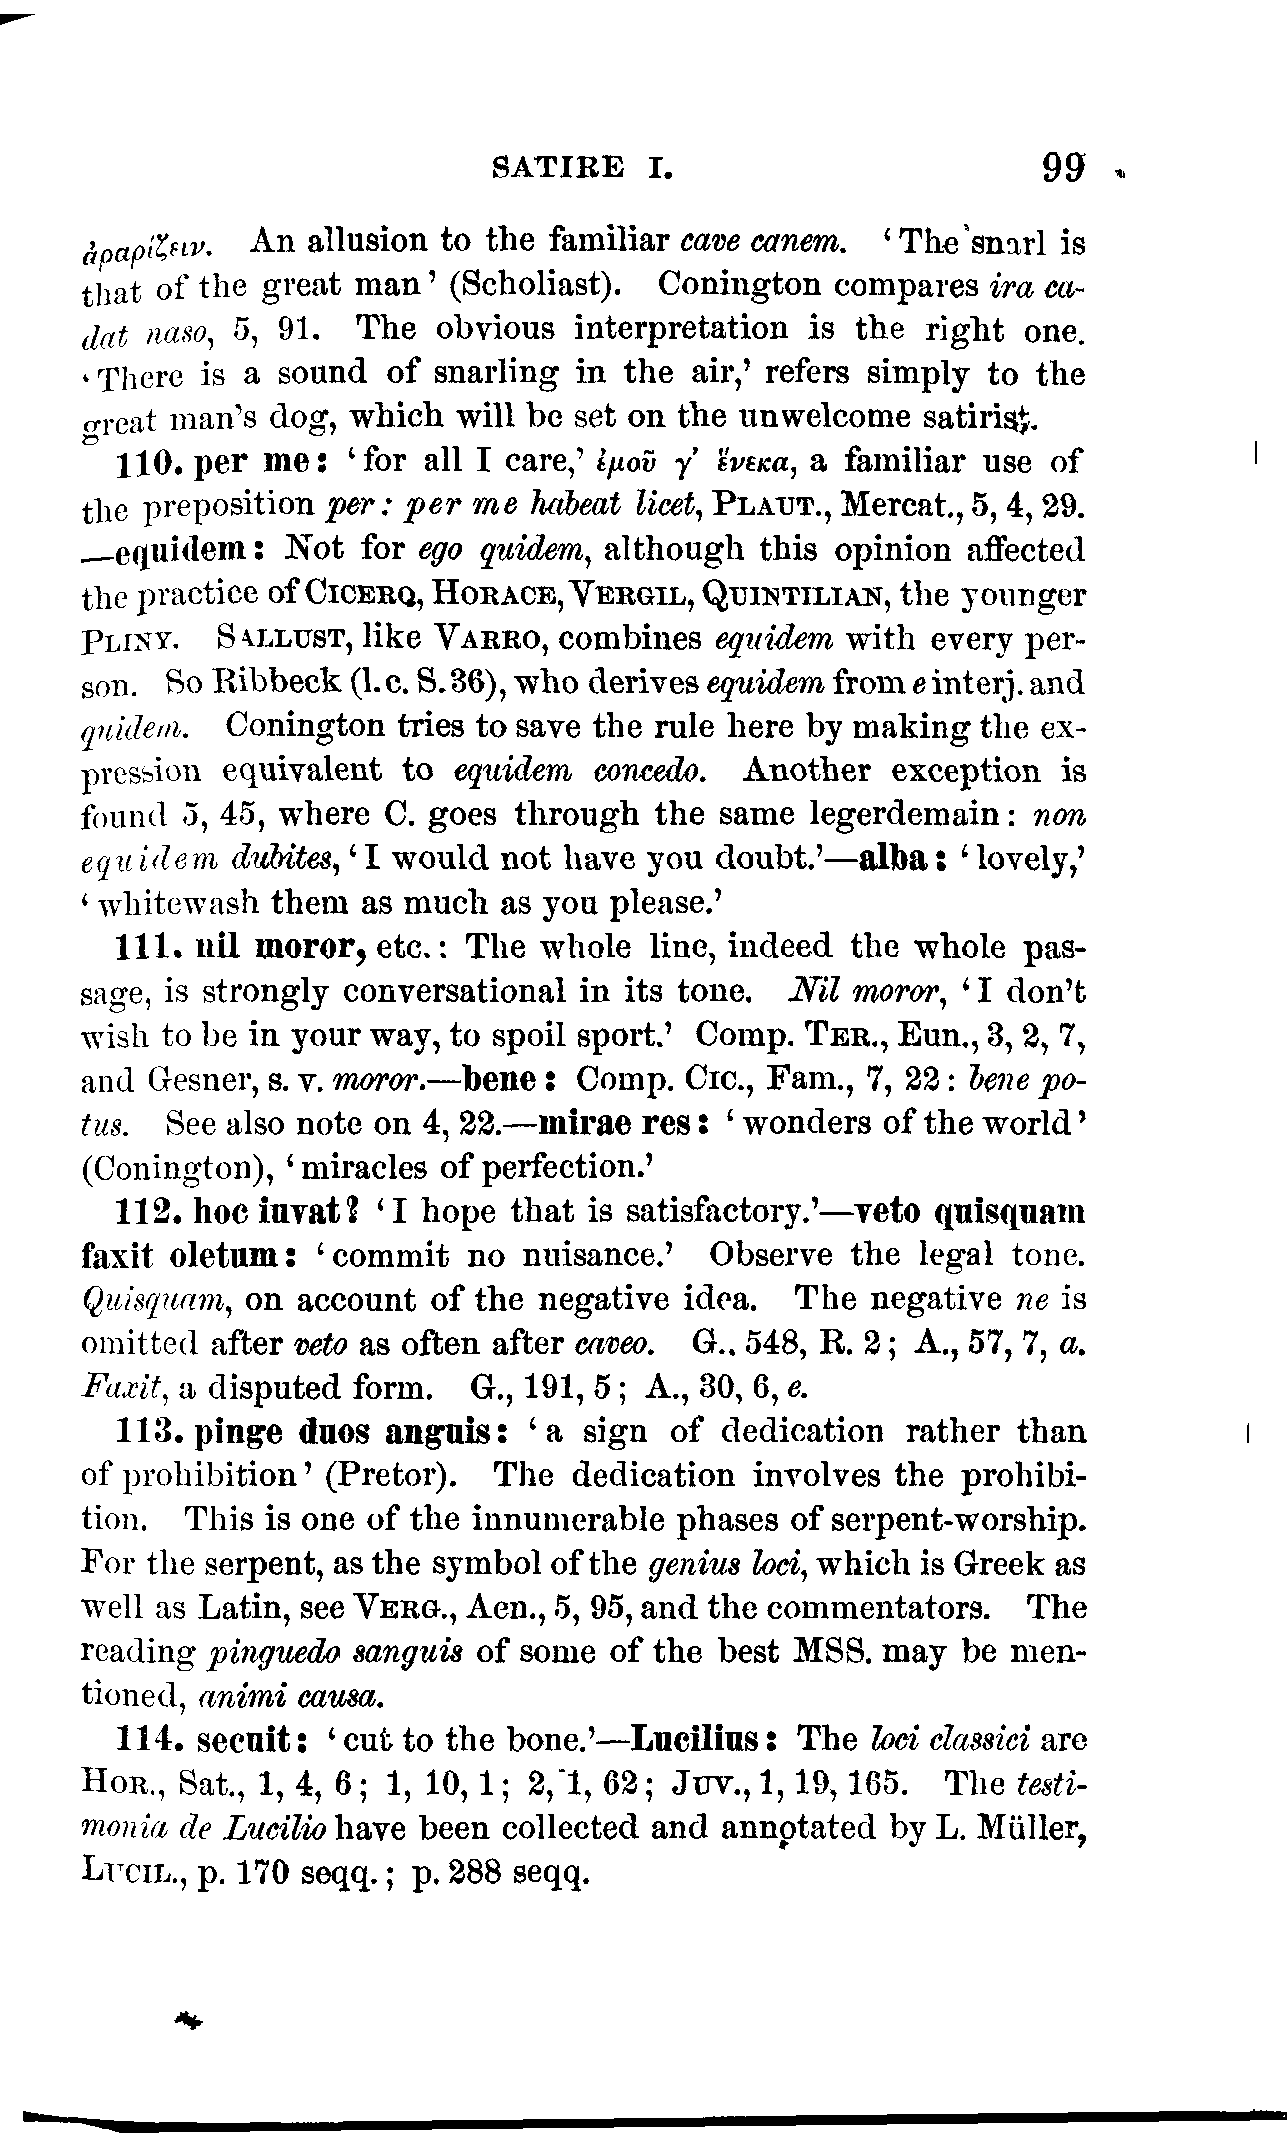 SATIRE I. 99
ἀραρίζειν. An allusion to the familiar cave canem. ‘The snarl is
that of the great man’ (Scholiast). Conington compares ira ca-
dat naso, 5, 91. The obvious interpretation is the right one.
‘There is a sound of snarling in the air,’ refers simply to the
great man’s dog, which will be set on the unwelcome satirist.
110. per me: ‘for all I care,’ ἐμοῦ γ’ ἕνεκα, a familiar use of
the preposition per: per me habeat licet, PLAUT., Mercat., 5, 4, 29.
—equidem: Not for ego quidem, although this opinion affected
the practice of CICERO, HORACE, VERGIL, QUINTILIAN, the younger
PLINY. SALLUST, like VARRO, combines equidem with every per-
son. So Ribbeck (l. c. S. 36), who derives equidem from e interj. and
quidem. Conington tries to save the rule here by making the ex-
pression equivalent to equidem concedo. Another exception is
found 5, 45, where C. goes through the same legerdemain: non
equidem dubites, ‘I would not have you doubt.’—alba: ‘lovely,’
‘whitewash them as much as you please.’
111. nil moror, etc.: The whole line, indeed the whole pas-
sage, is strongly conversational in its tone. Nil moror, ‘I don’t
wish to be in your way, to spoil sport.’ Comp. TER., Eun., 3, 2, 7,
and Gesner, s. v. moror.—bene: Comp. CIC., Fam., 7, 22: bene po-
tus. See also note on 4, 22.—mirae res: ‘wonders of the world’
(Conington), ‘miracles of perfection.’
112. hoc iuvat? ‘I hope that is satisfactory.’—veto quisquam
faxit oletum: ‘commit no nuisance.’ Observe the legal tone.
Quisquam, on account of the negative idea. The negative ne is
omitted after veto as often after caveo. G., 548, R. 2; A., 57, 7, a.
Faxit, a disputed form. G., 191, 5; A., 30, 6, e.
113. pinge duos anguis: ‘a sign of dedication rather than
of prohibition’ (Pretor). The dedication involves the prohibi-
tion. This is one of the innumerable phases of serpent-worship.
For the serpent, as the symbol of the genius loci, which is Greek as
well as Latin, see VERG., Aen., 5, 95, and the commentators. The
reading pinguedo sanguis of some of the best MSS. may be men-
tioned, animi causa.
114. secuit: ‘cut to the bone.’—Lucilius: The loci classici are
HOR., Sat., 1, 4, 6; 1, 10, 1; 2, 1, 62; JUV., 1, 19, 165. The testi-
monia de Lucilio have been collected and annotated by L. Müller,
LUCIL., p. 170 seqq.; p. 288 seqq.